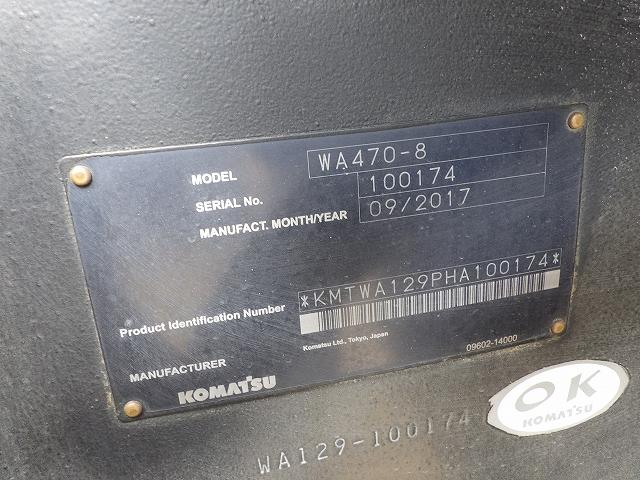 MODEL WA470-8
SERIAL No. 100174
MANUFACT. MONTH/YEAR 09/2017
Product Identification Number *KMTWA129PHA100174*
Komatsu Ltd., Tokyo, Japan
09602-14000
MANUFACTURER KOMATSU
OK
KOMATSU
WA129-100174